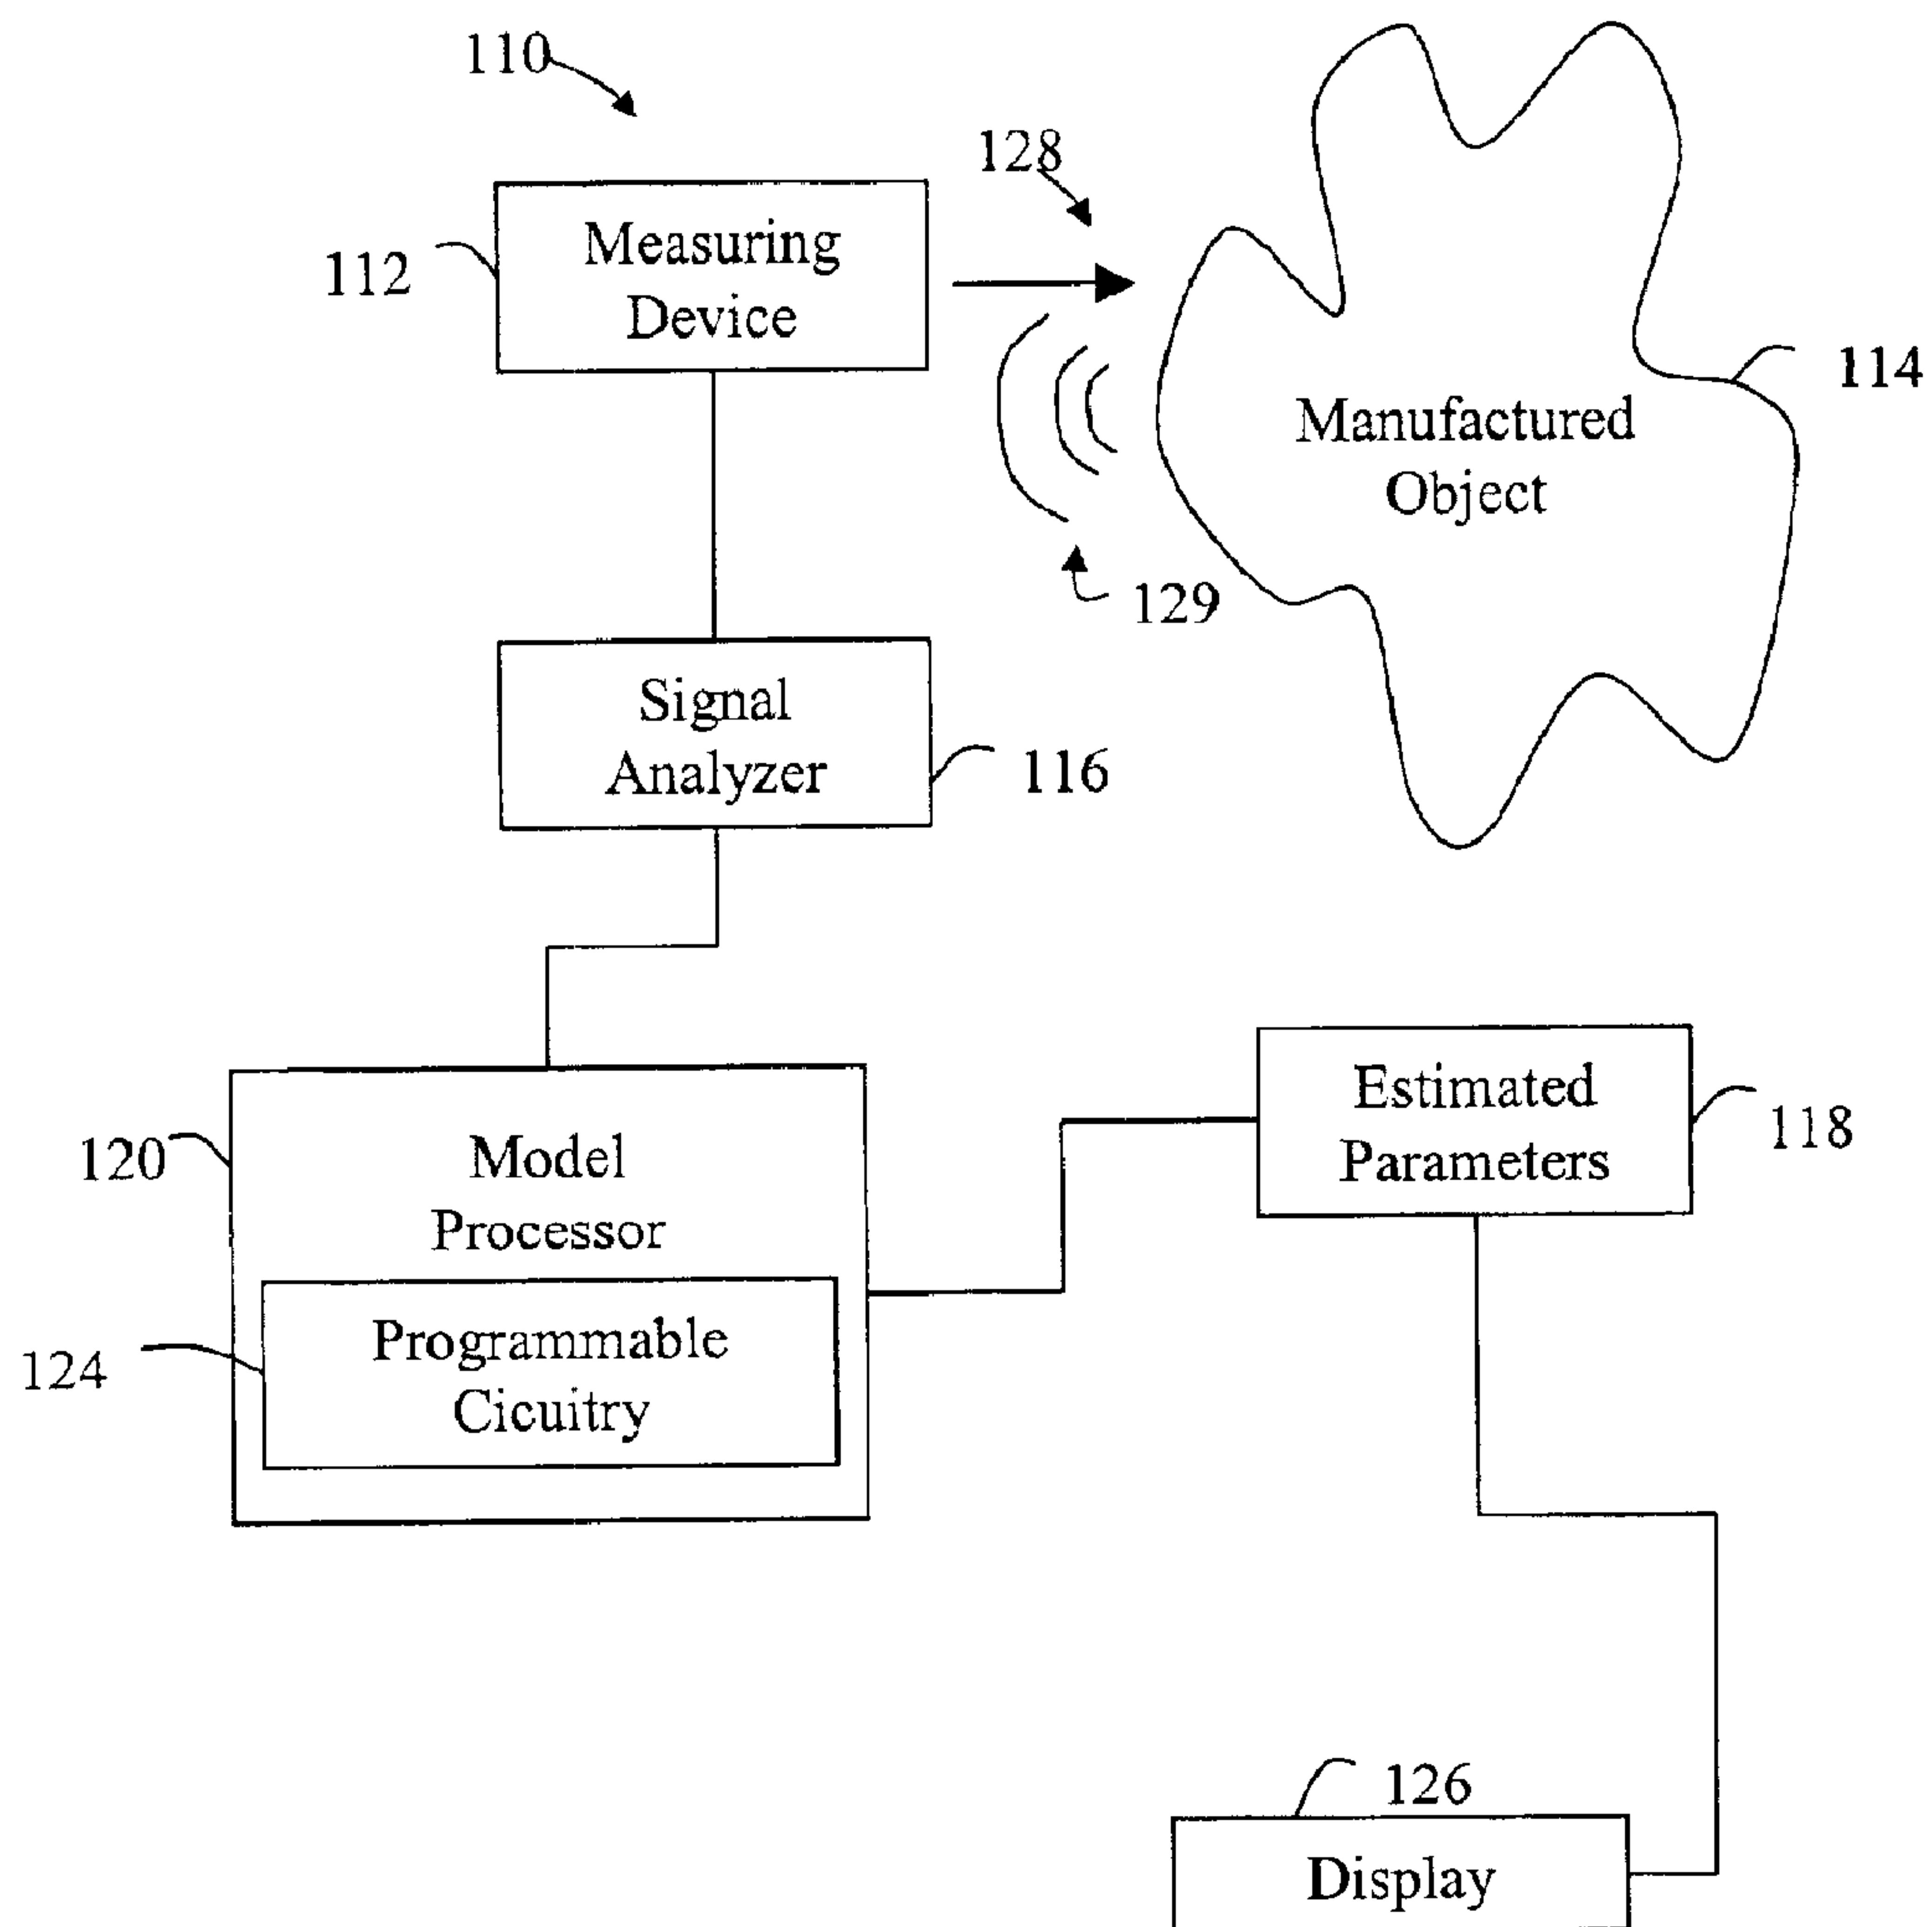 110
128
112
Measuring
Device
114
Manufactured
Object
129
Signal
Analyzer
116
Estimated
Parameters
118
120
Model
Processor
124
Programmable
Cicuitry
126
Display